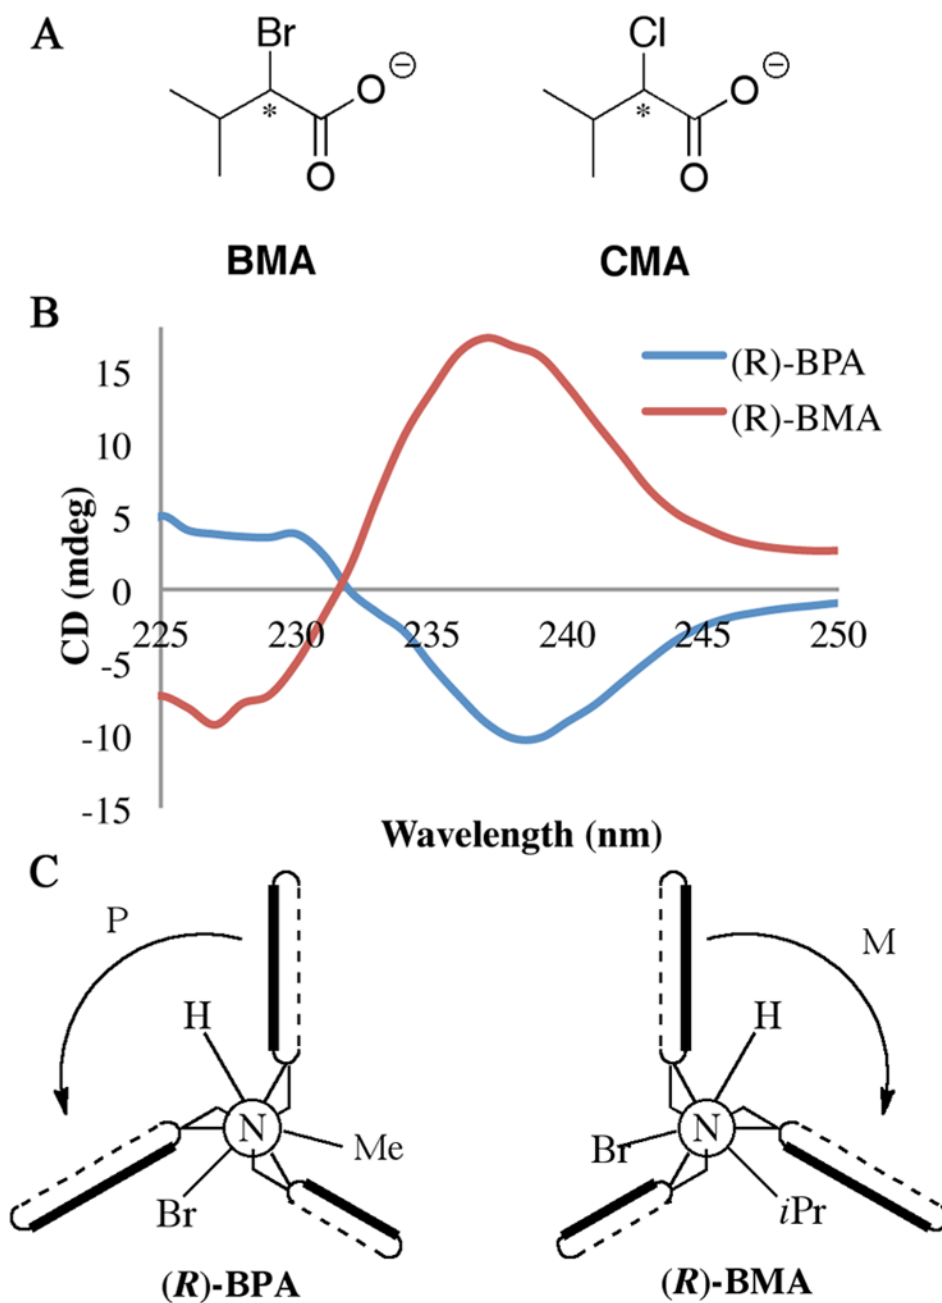 A
Br
O
⊖
*
O
BMA
Cl
O
⊖
*
O
CMA
B
CD (mdeg)
15
10
5
0
-5
-10
-15
225
230
235
240
245
250
(R)-BPA
(R)-BMA
Wavelength (nm)
C
P
H
N
Me
Br
(R)-BPA
M
H
Br
N
iPr
(R)-BMA